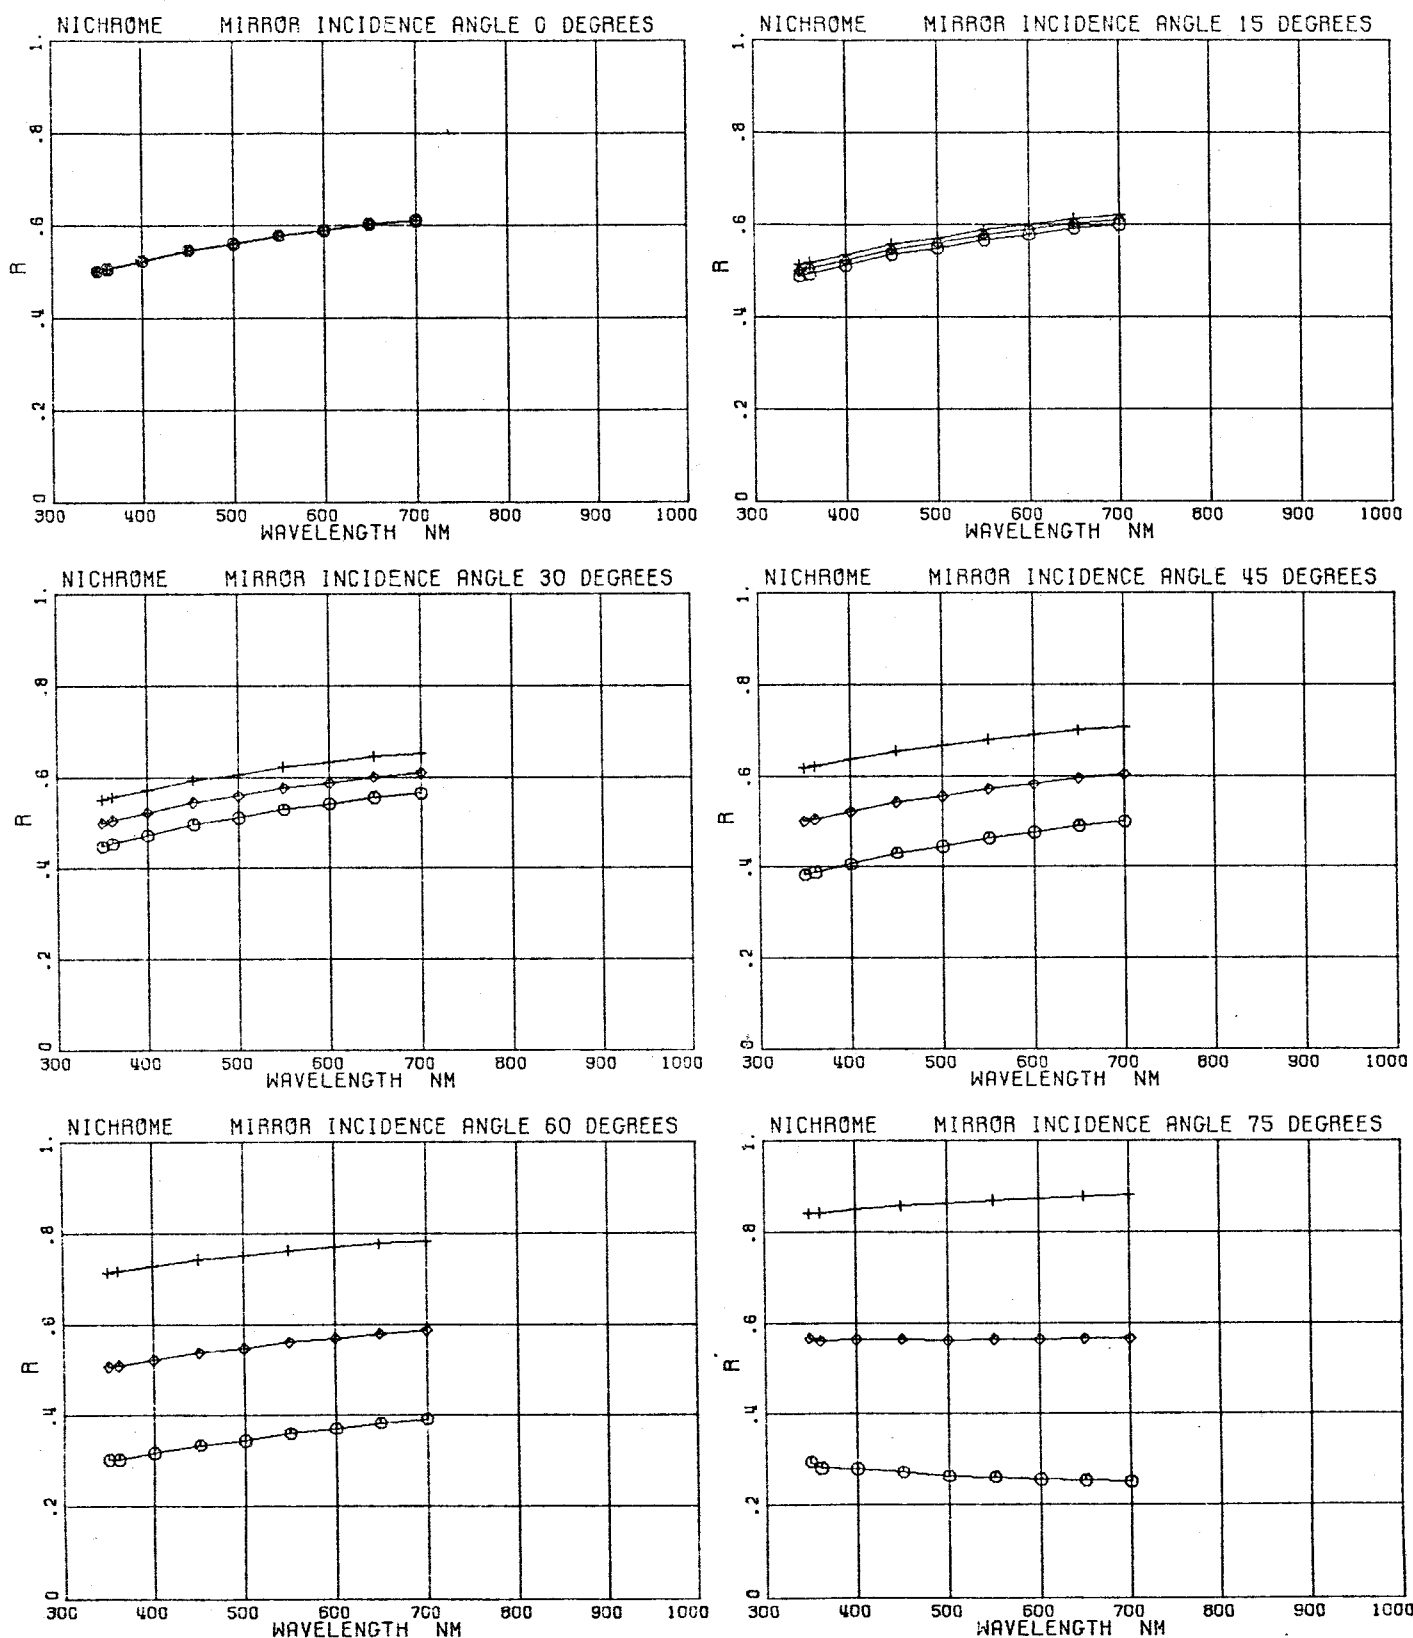 NICHROME MIRROR INCIDENCE ANGLE 0 DEGREES
1.
.8
.6
R
.4
.2
0
300 400 500 600 700 800 900 1000
WAVELENGTH NM
NICHROME MIRROR INCIDENCE ANGLE 15 DEGREES
1.
.8
.6
R
.4
.2
0
300 400 500 600 700 800 900 1000
WAVELENGTH NM
NICHROME MIRROR INCIDENCE ANGLE 30 DEGREES
1.
.8
.6
R
.4
.2
0
300 400 500 600 700 800 900 1000
WAVELENGTH NM
NICHROME MIRROR INCIDENCE ANGLE 45 DEGREES
1.
.8
.6
R
.4
.2
0
300 400 500 600 700 800 900 1000
WAVELENGTH NM
NICHROME MIRROR INCIDENCE ANGLE 60 DEGREES
1.
.8
.6
R
.4
.2
0
300 400 500 600 700 800 900 1000
WAVELENGTH NM
NICHROME MIRROR INCIDENCE ANGLE 75 DEGREES
1.
.8
.6
R
.4
.2
0
300 400 500 600 700 800 900 1000
WAVELENGTH NM